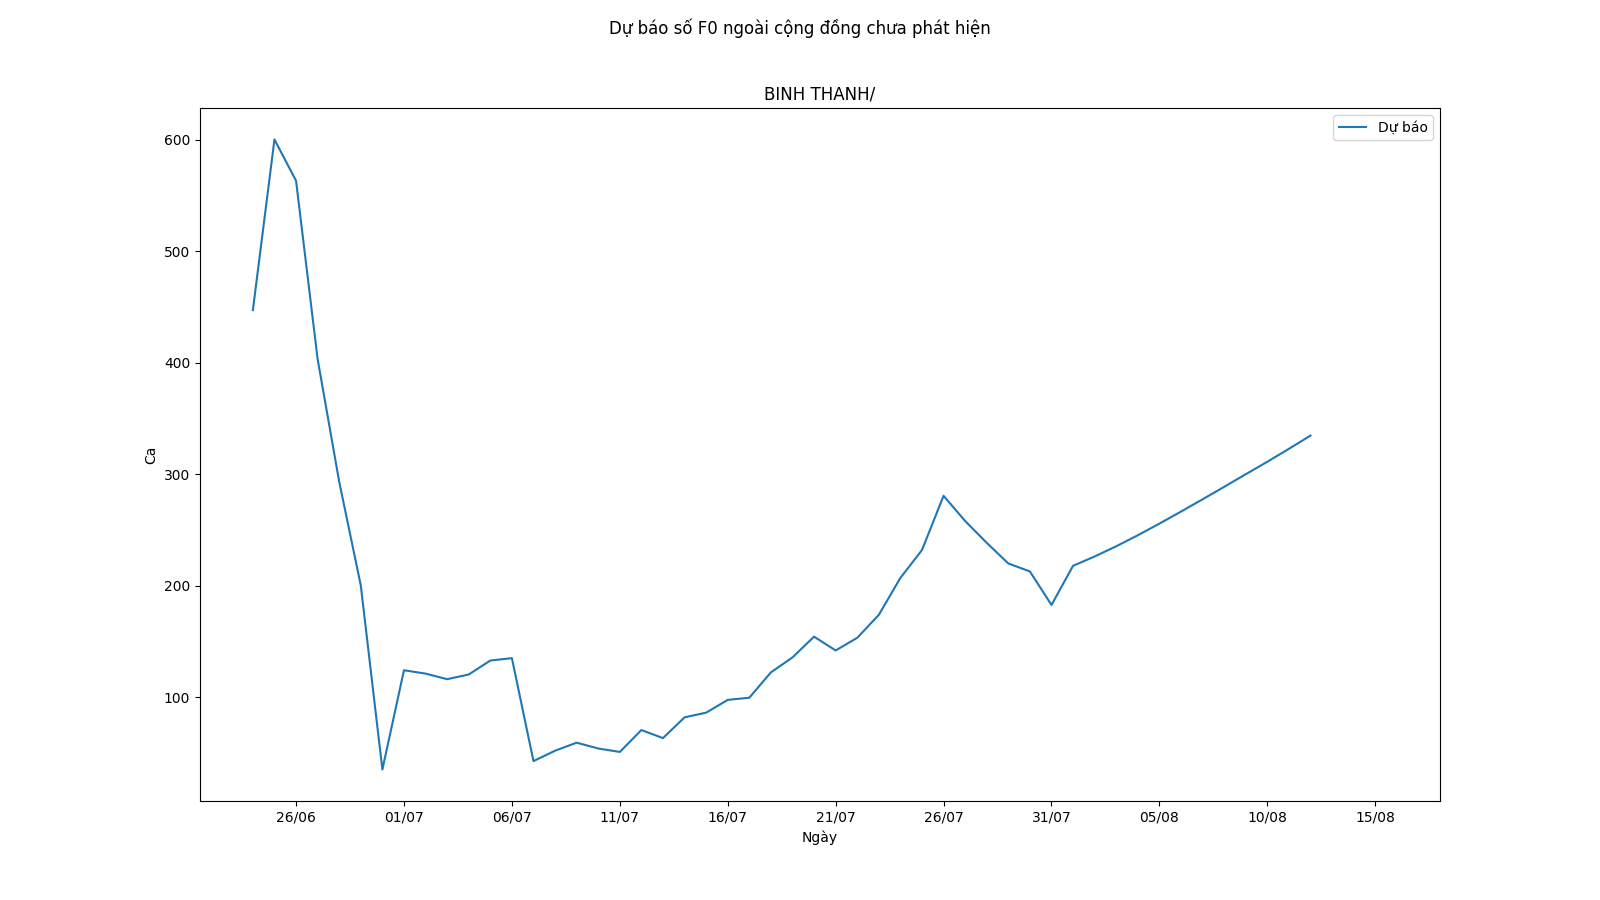 Dự báo số F0 ngoài cộng đồng chưa phát hiện
BINH THANH/
Dự báo
600
500
400
300
200
100
Ca
26/06 01/07 06/07 11/07 16/07 21/07 26/07 31/07 05/08 10/08 15/08
Ngày